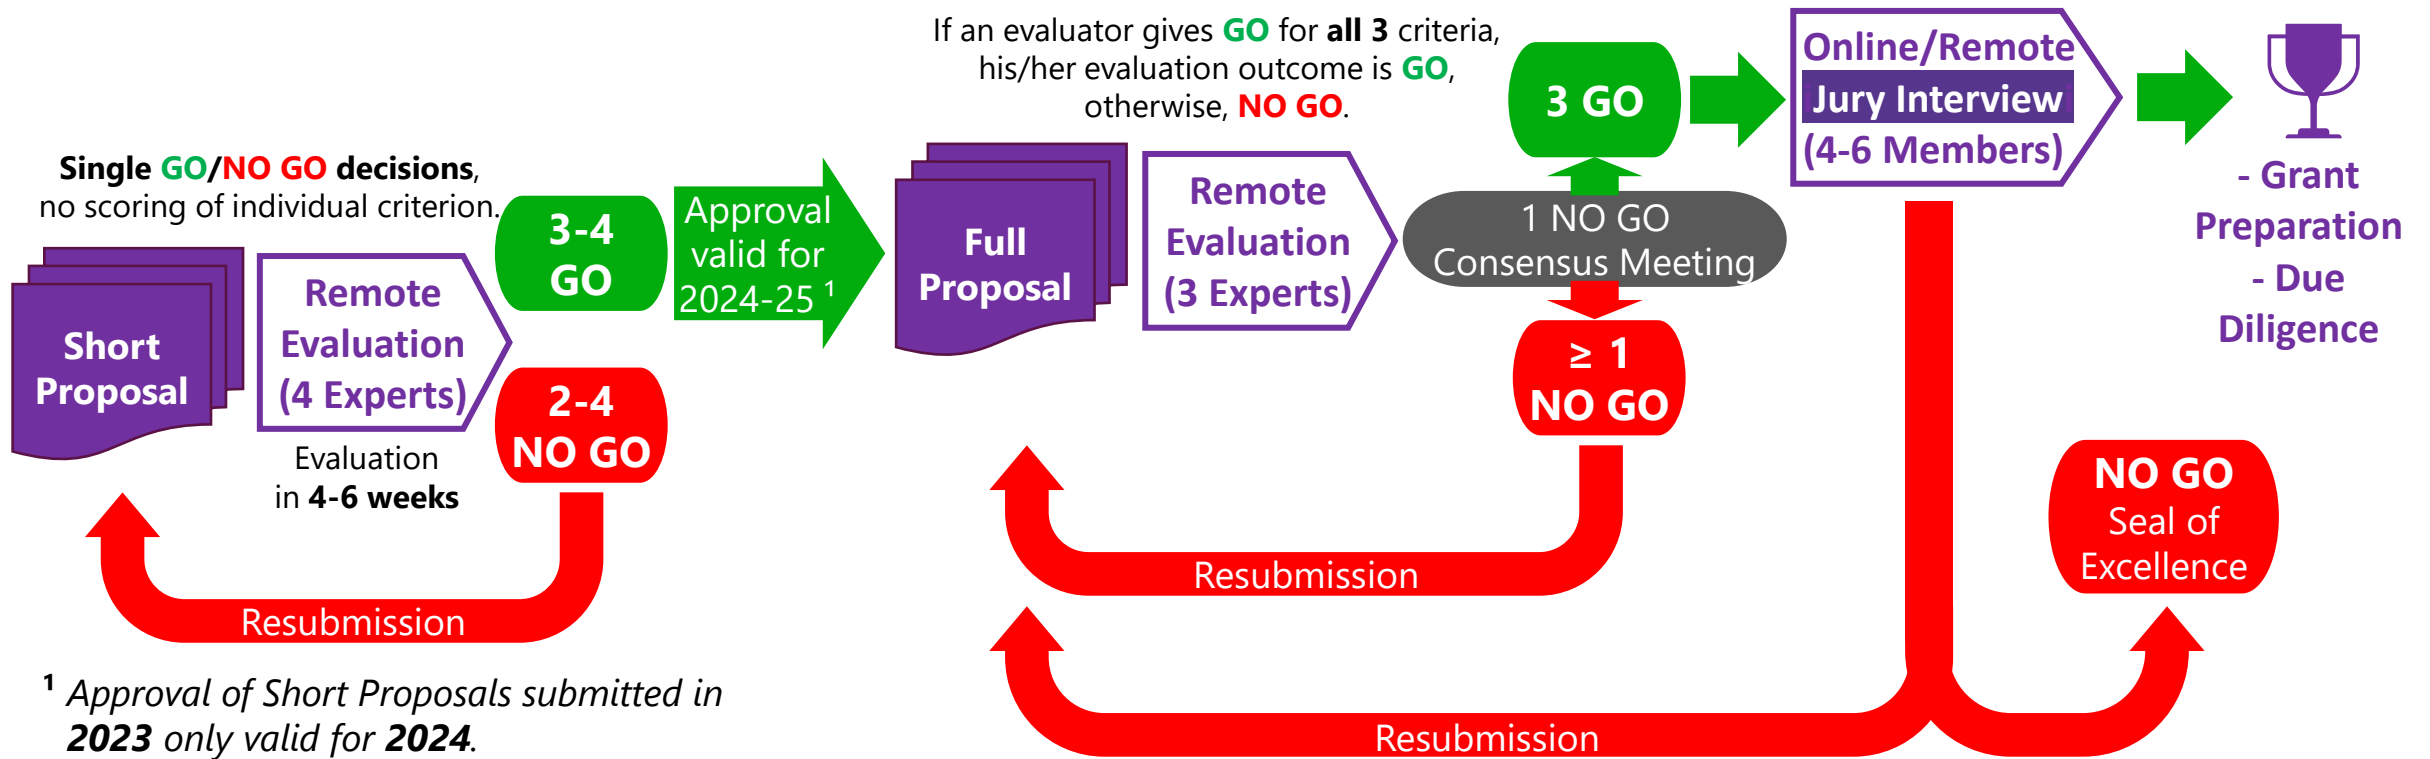 Single GO/NO GO decisions,
no scoring of individual criterion.
Short
Proposal
Remote
Evaluation
(4 Experts)
Evaluation
in 4-6 weeks
3-4
GO
2-4
NO GO
Resubmission
Approval
valid for
2024-25 ¹
¹ Approval of Short Proposals submitted in
2023 only valid for 2024.
If an evaluator gives GO for all 3 criteria,
his/her evaluation outcome is GO,
otherwise, NO GO.
Full
Proposal
Remote
Evaluation
(3 Experts)
3 GO
1 NO GO
Consensus Meeting
≥ 1
NO GO
Resubmission
Online/Remote
Jury Interview
(4-6 Members)
Resubmission
NO GO
Seal of
Excellence
- Grant
Preparation
- Due
Diligence